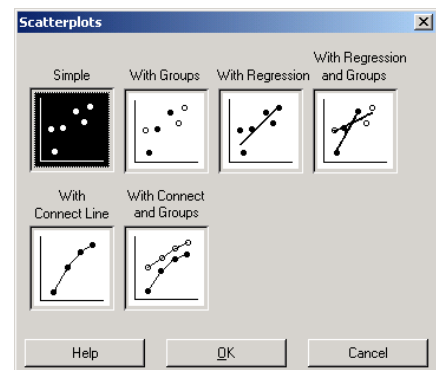 Scatterplots
Simple
With Groups
With Regression
With Regression
and Groups
With
Connect Line
With Connect
and Groups
Help
OK
Cancel